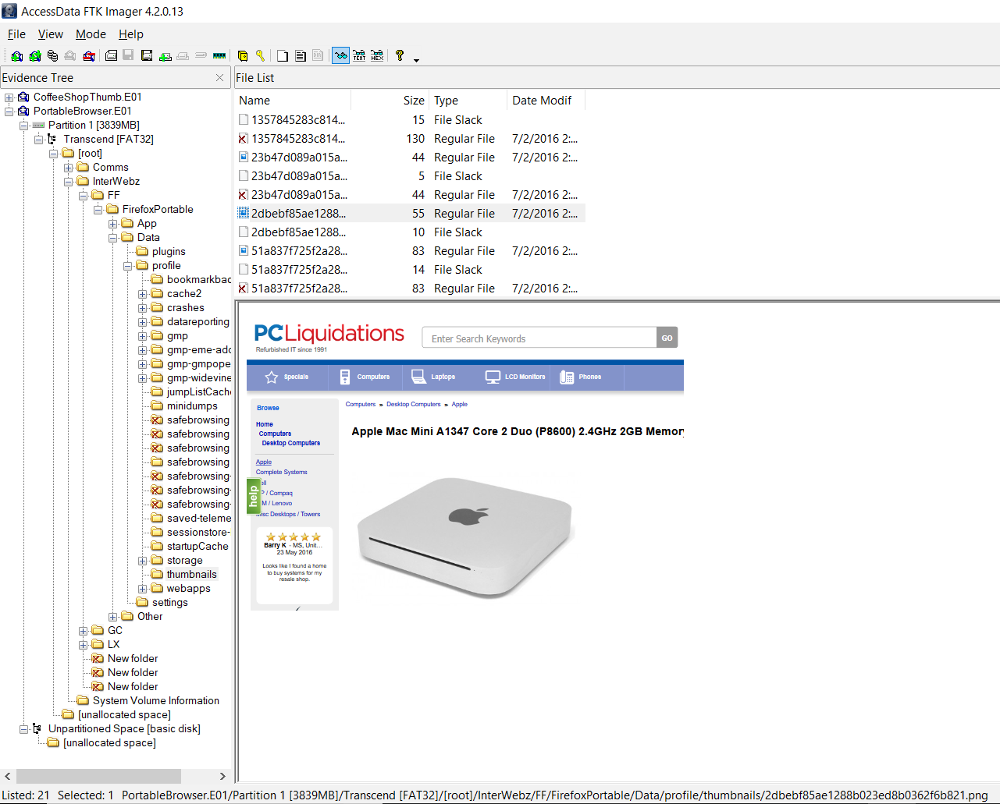 AccessData FTK Imager 4.2.0.13
File View Mode Help
Evidence Tree
CoffeeShopThumb.E01
PortableBrowser.E01
Partition 1 [3839MB]
Transcend [FAT32]
[root]
Comms
InterWebz
FF
FirefoxPortable
App
Data
plugins
profile
bookmarkbac
cache2
crashes
datareporting
gmp
gmp-eme-adc
gmp-gmpope
gmp-widevine
jumpListCache
minidumps
safebrowsing
safebrowsing
safebrowsing
safebrowsing
safebrowsing-
safebrowsing-
safebrowsing-
saved-teleme
sessionstore-
startupCache
storage
thumbnails
webapps
settings
Other
GC
LX
New folder
New folder
New folder
System Volume Information
[unallocated space]
Unpartitioned Space [basic disk]
[unallocated space]
File List
Name Size Type Date Modif
1357845283c814... 15 File Slack
1357845283c814... 130 Regular File 7/2/2016 2:...
23b47d089a015a... 44 Regular File 7/2/2016 2:...
23b47d089a015a... 5 File Slack
23b47d089a015a... 44 Regular File 7/2/2016 2:...
2dbebf85ae1288... 55 Regular File 7/2/2016 2:...
2dbebf85ae1288... 10 File Slack
51a837f725f2a28... 83 Regular File 7/2/2016 2:...
51a837f725f2a28... 14 File Slack
51a837f725f2a28... 83 Regular File 7/2/2016 2:...
PCLiquidations
Refurbished IT since 1991
Enter Search Keywords GO
Specials Computers Laptops LCD Monitors Phones
Browse
Home
Computers
Desktop Computers
Apple
Complete Systems
ell
P / Compaq
M / Lenovo
Misc Desktops / Towers
help
Barry K - MS, Unit...
23 May 2016
Looks like I found a home
to buy systems for my
resale shop.
Computers » Desktop Computers » Apple
Apple Mac Mini A1347 Core 2 Duo (P8600) 2.4GHz 2GB Memory
Listed: 21 Selected: 1 PortableBrowser.E01/Partition 1 [3839MB]/Transcend [FAT32]/[root]/InterWebz/FF/FirefoxPortable/Data/profile/thumbnails/2dbebf85ae1288b023ed8b0362f6b821.png